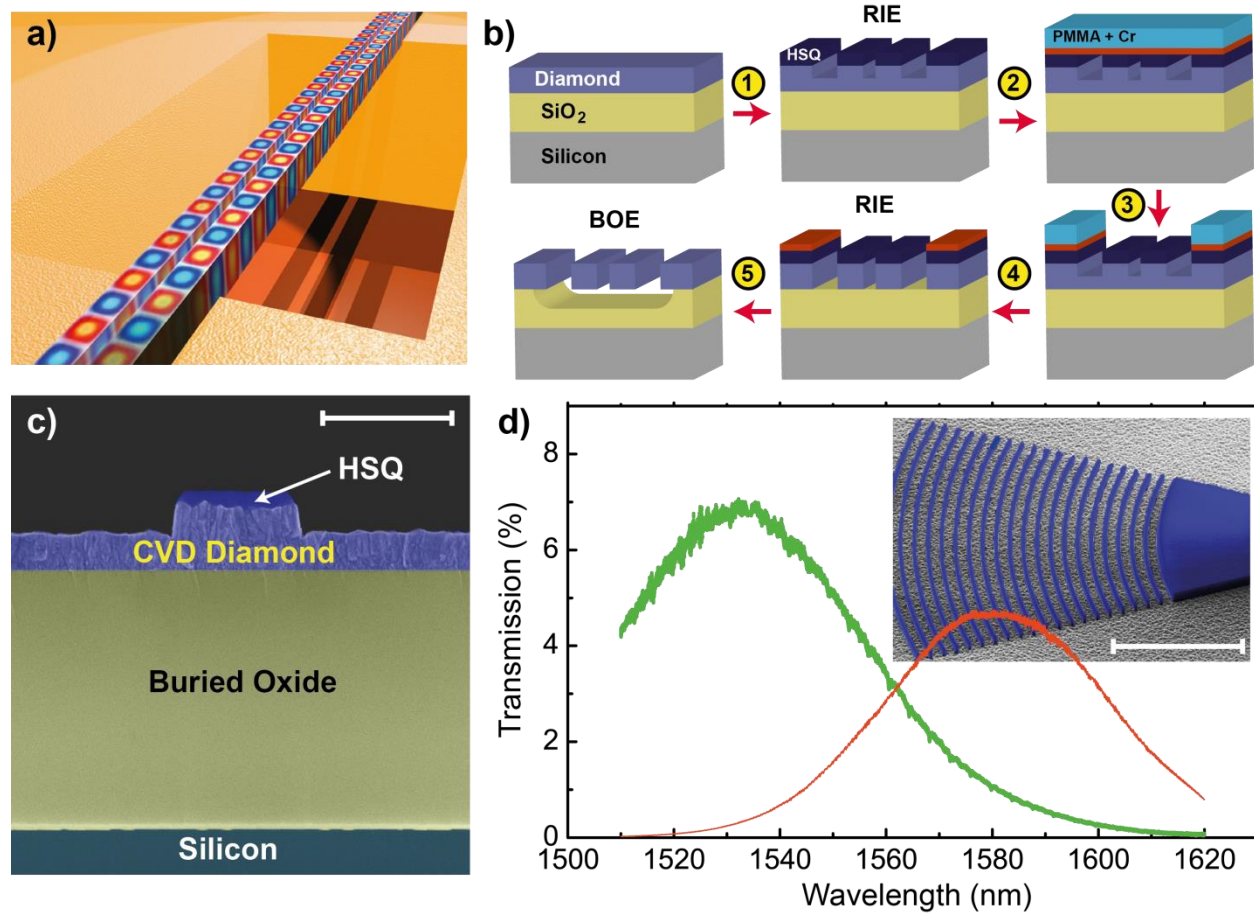 a)
b)
RIE
Diamond
SiO2
Silicon
1
HSQ
2
PMMA + Cr
3
BOE
RIE
5
4
c)
HSQ
CVD Diamond
Buried Oxide
Silicon
d)
Transmission (%)
8
6
4
2
0
1500 1520 1540 1560 1580 1600 1620
Wavelength (nm)